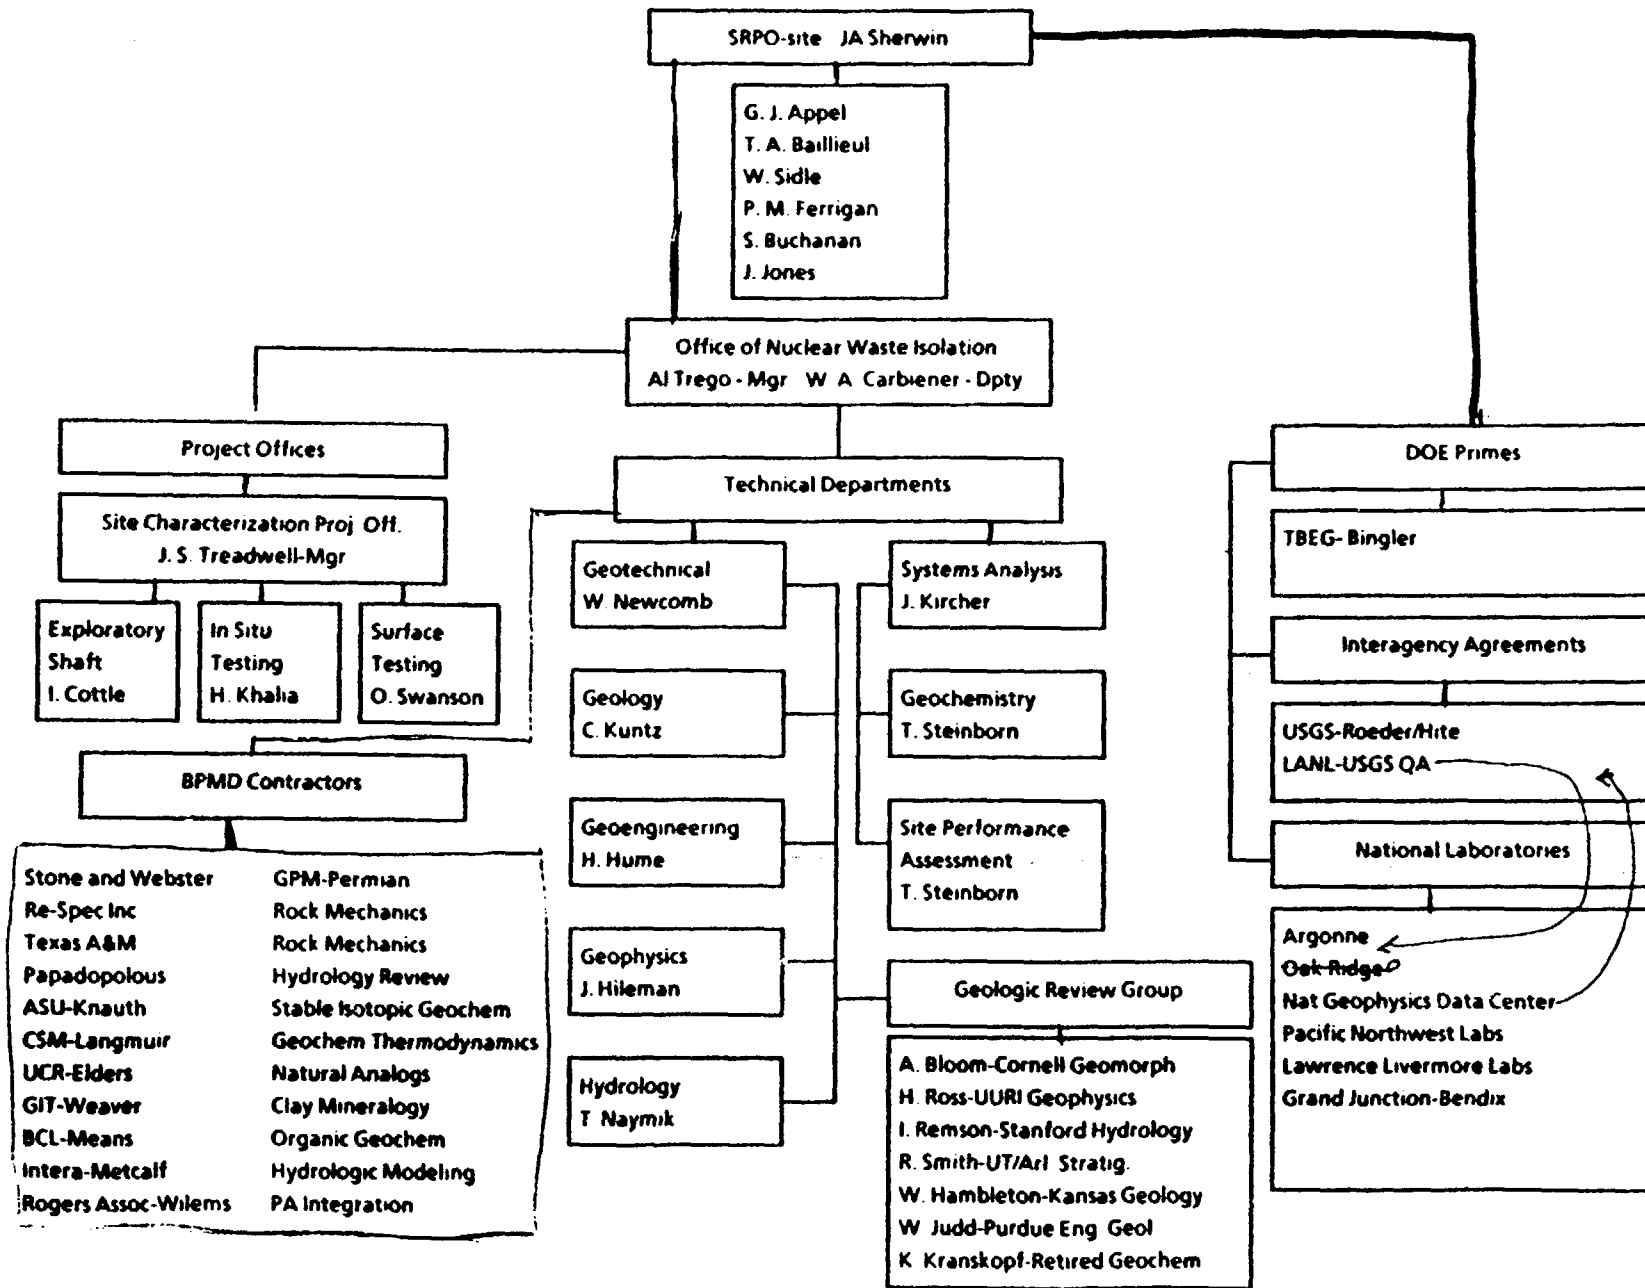 SRPO-site JA Sherwin
G. J. Appel
T. A. Baillieul
W. Sidle
P. M. Ferrigan
S. Buchanan
J. Jones
Office of Nuclear Waste Isolation
Al Trego - Mgr W A Carbiener - Dpty
Project Offices
Site Characterization Proj Off.
J. S. Treadwell-Mgr
Exploratory
Shaft
I. Cottle
In Situ
Testing
H. Khalia
Surface
Testing
O. Swanson
BPMD Contractors
Stone and Webster GPM-Permian
Re-Spec Inc Rock Mechanics
Texas A&M Rock Mechanics
Papadopolous Hydrology Review
ASU-Knauth Stable Isotopic Geochem
CSM-Langmuir Geochem Thermodynamics
UCR-Elders Natural Analogs
GIT-Weaver Clay Mineralogy
BCL-Means Organic Geochem
Intera-Metcalf Hydrologic Modeling
Rogers Assoc-Wilems PA Integration
Technical Departments
Geotechnical
W. Newcomb
Geology
C. Kuntz
Geoengineering
H. Hume
Geophysics
J. Hileman
Hydrology
T Naymik
Systems Analysis
J. Kircher
Geochemistry
T. Steinborn
Site Performance
Assessment
T. Steinborn
Geologic Review Group
A. Bloom-Cornell Geomorph
H. Ross-UURI Geophysics
I. Remson-Stanford Hydrology
R. Smith-UT/Arl Stratig.
W. Hambleton-Kansas Geology
W Judd-Purdue Eng Geol
K Kranskopf-Retired Geochem
DOE Primes
TBEG- Bingler
Interagency Agreements
USGS-Roeder/Hite
LANL-USGS QA
National Laboratories
Argonne
Oak Ridge
Nat Geophysics Data Center
Pacific Northwest Labs
Lawrence Livermore Labs
Grand Junction-Bendix